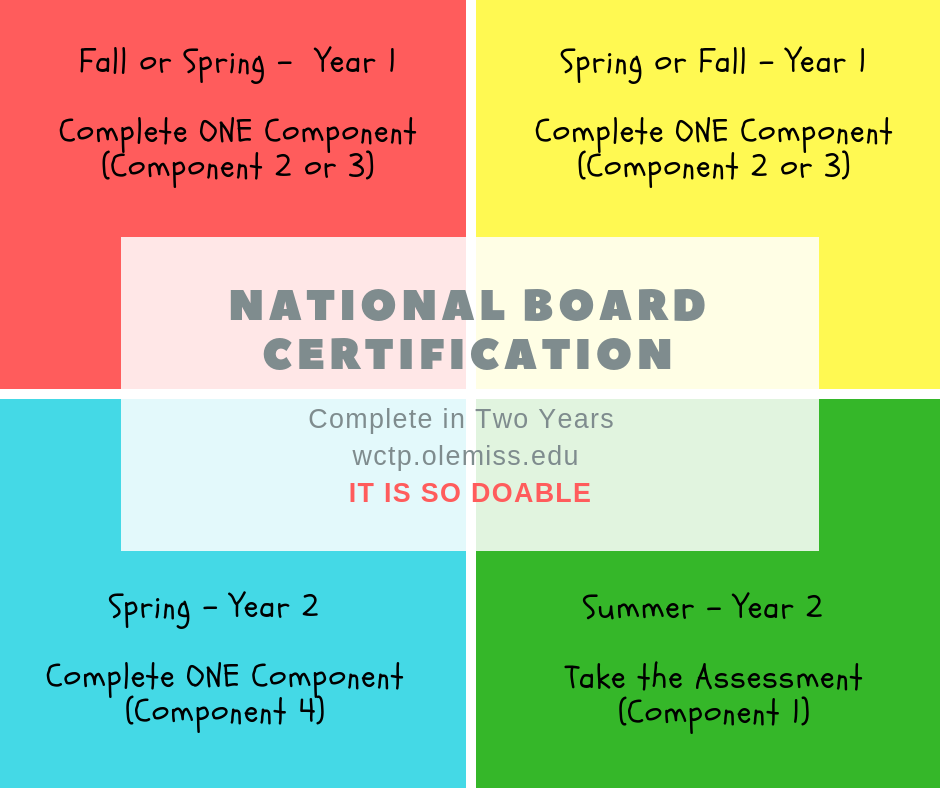 Fall or Spring - Year 1
Complete ONE Component
(Component 2 or 3)
Spring or Fall - Year 1
Complete ONE Component
(Component 2 or 3)
NATIONAL BOARD
CERTIFICATION
Complete in Two Years
wctp.olemiss.edu
IT IS SO DOABLE
Spring - Year 2
Complete ONE Component
(Component 4)
Summer - Year 2
Take the Assessment
(Component 1)